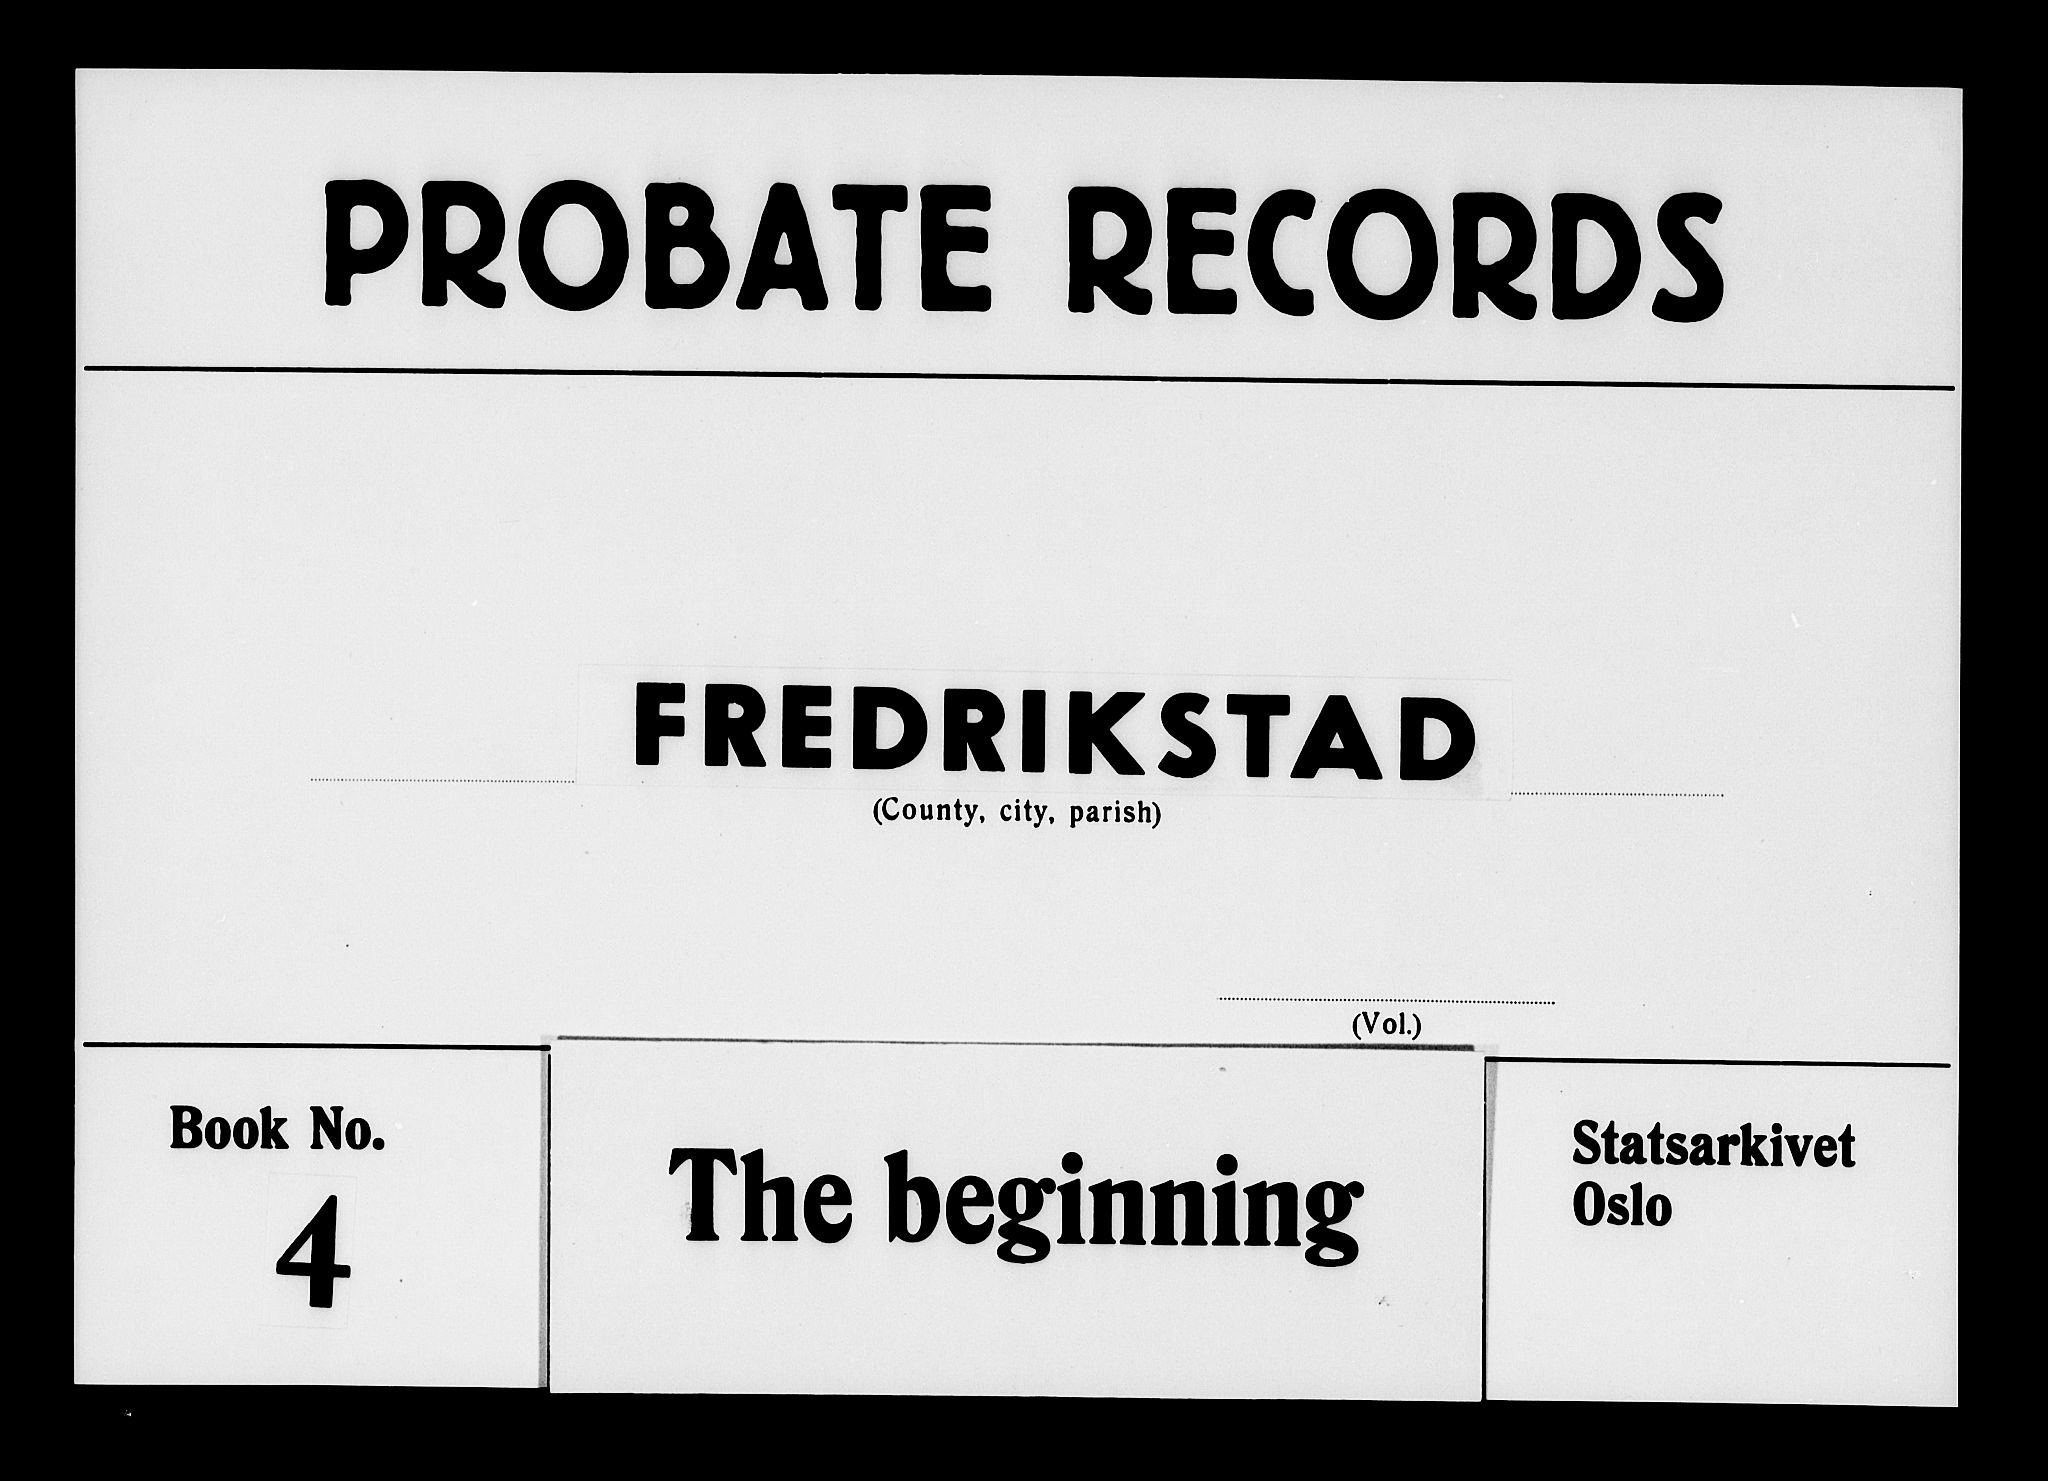 PROBATE RECORDS
FREDRIKSTAD
(County, city, parish)
(Vol.)
Book No.
4
The beginning
Statsarkivet
Oslo